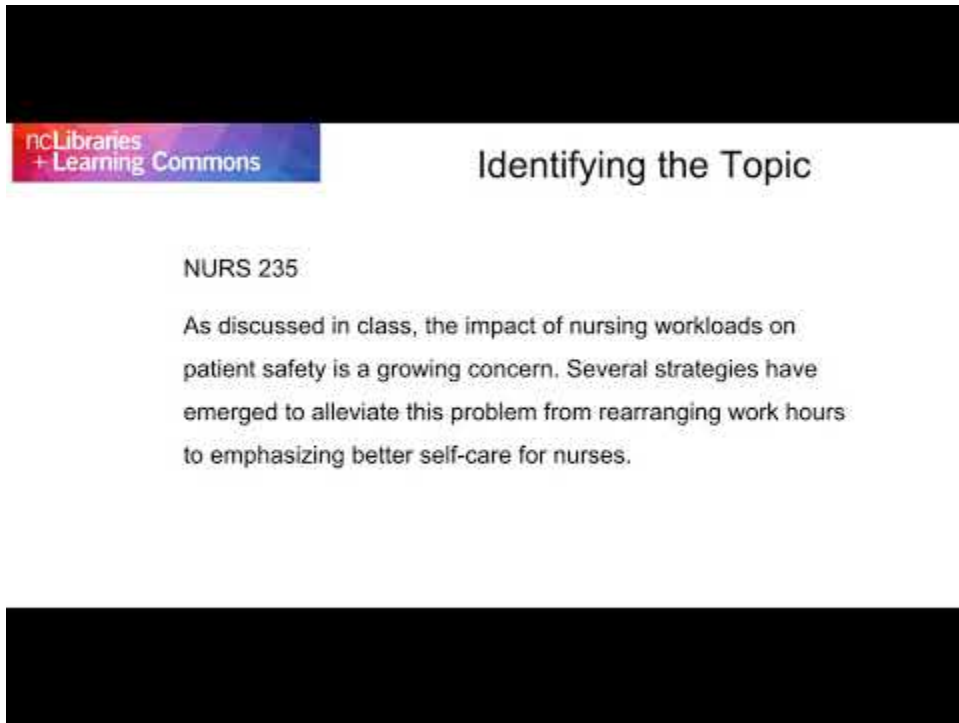 ncLibraries
+ Learning Commons
Identifying the Topic
NURS 235
As discussed in class, the impact of nursing workloads on
patient safety is a growing concern. Several strategies have
emerged to alleviate this problem from rearranging work hours
to emphasizing better self-care for nurses.